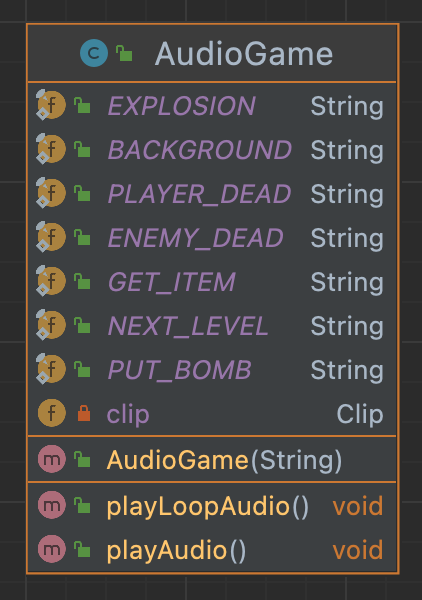 C AudioGame
f EXPLOSION String
f BACKGROUND String
f PLAYER_DEAD String
f ENEMY_DEAD String
f GET_ITEM String
f NEXT_LEVEL String
f PUT_BOMB String
f clip Clip
m AudioGame(String)
m playLoopAudio() void
m playAudio() void